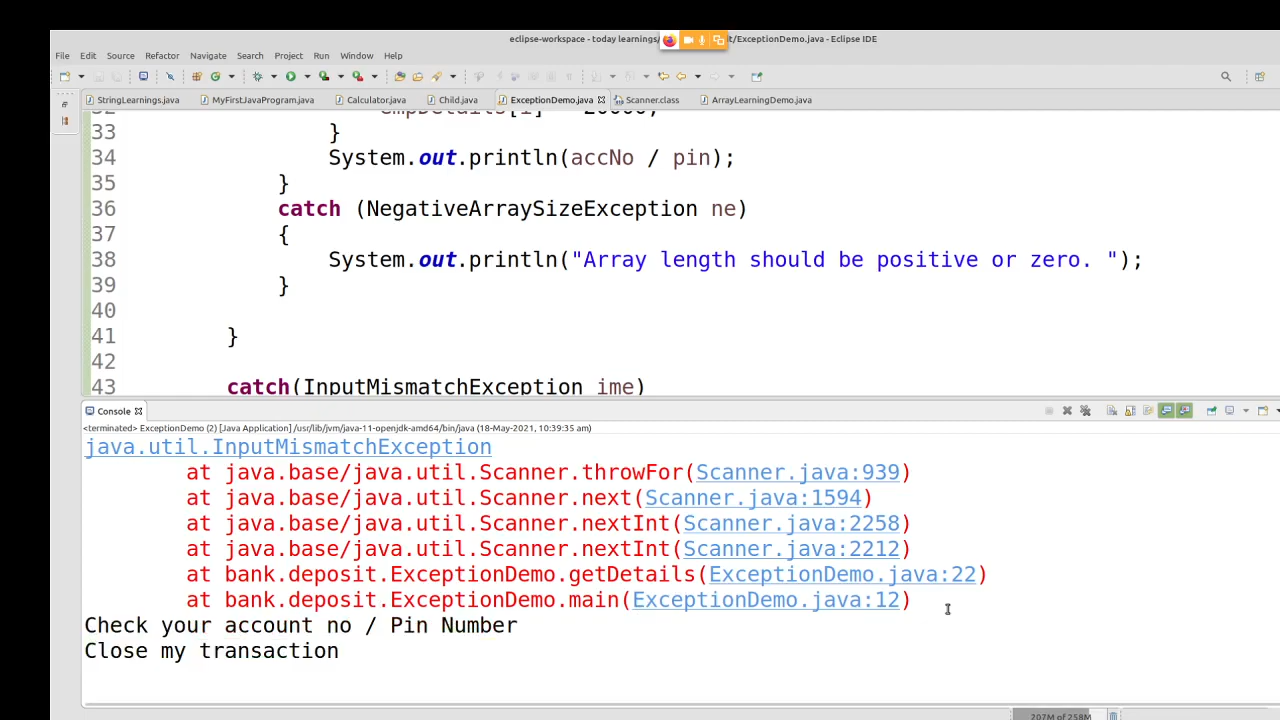 eclipse-workspace - today learnings/ t/ExceptionDemo.java - Eclipse IDE
File Edit Source Refactor Navigate Search Project Run Window Help
StringLearnings.java MyFirstJavaProgram.java Calculator.java Child.java ExceptionDemo.java Scanner.class ArrayLearningDemo.java
33 }
34 System.out.println(accNo / pin);
35 }
36 catch (NegativeArraySizeException ne)
37 {
38 System.out.println("Array length should be positive or zero. ");
39 }
40
41 }
42
43 catch(InputMismatchException ime)
Console
<terminated> ExceptionDemo (2) [Java Application] /usr/lib/jvm/java-11-openjdk-amd64/bin/java (18-May-2021, 10:39:35 am)
java.util.InputMismatchException
at java.base/java.util.Scanner.throwFor(Scanner.java:939)
at java.base/java.util.Scanner.next(Scanner.java:1594)
at java.base/java.util.Scanner.nextInt(Scanner.java:2258)
at java.base/java.util.Scanner.nextInt(Scanner.java:2212)
at bank.deposit.ExceptionDemo.getDetails(ExceptionDemo.java:22)
at bank.deposit.ExceptionDemo.main(ExceptionDemo.java:12)
Check your account no / Pin Number
Close my transaction
207M of 258M